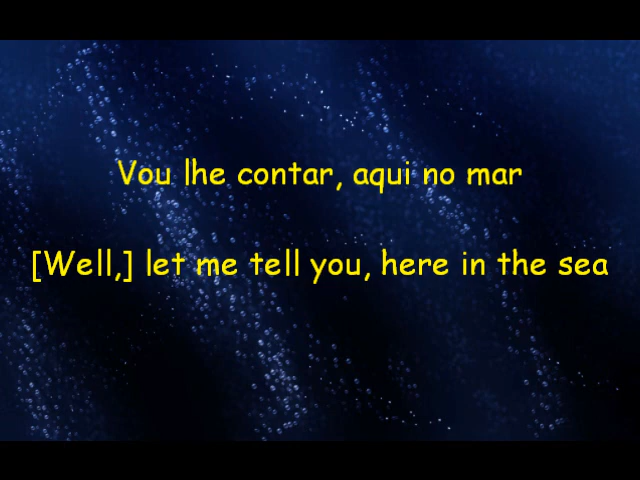 Vou lhe contar, aqui no mar
[Well,] let me tell you, here in the sea